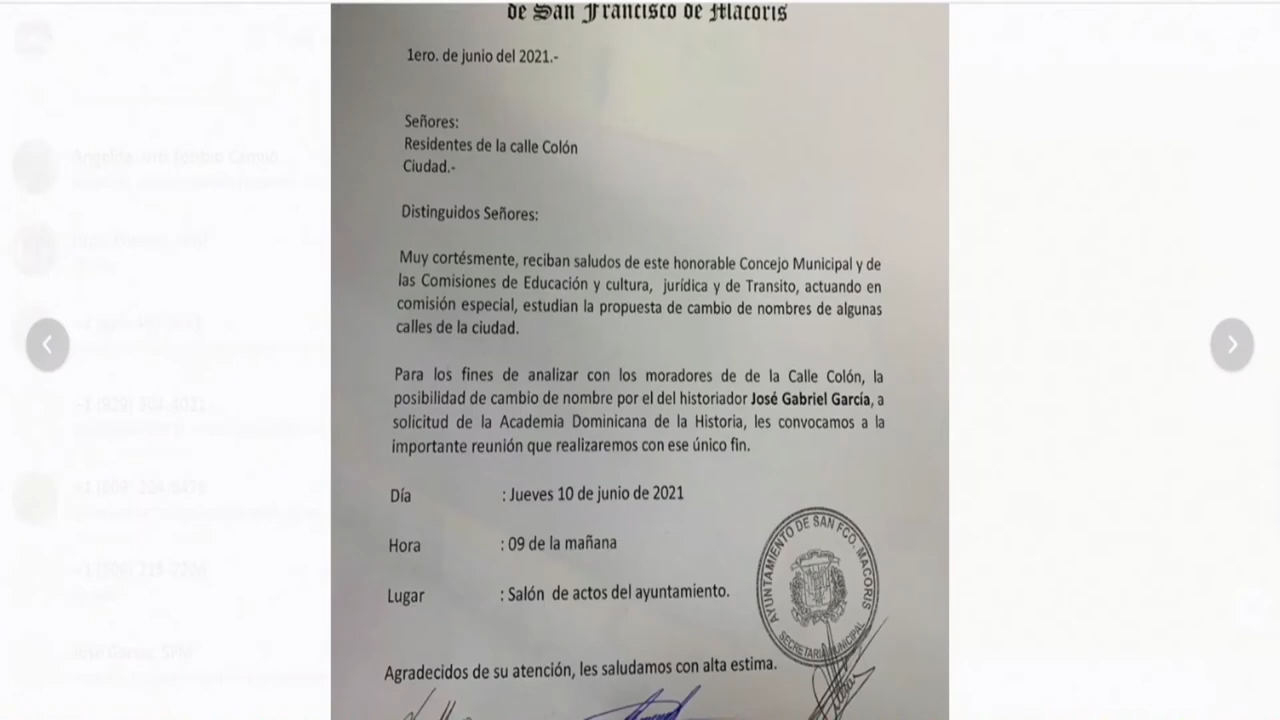 de San Francisco de Macorís
1ero. de junio del 2021.-
Señores:
Residentes de la calle Colón
Ciudad.-
Distinguidos Señores:
Muy cortésmente, reciban saludos de este honorable Concejo Municipal y de
las Comisiones de Educación y cultura, jurídica y de Transito, actuando en
comisión especial, estudian la propuesta de cambio de nombres de algunas
calles de la ciudad.
Para los fines de analizar con los moradores de de la Calle Colón, la
posibilidad de cambio de nombre por el del historiador José Gabriel García, a
solicitud de la Academia Dominicana de la Historia, les convocamos a la
importante reunión que realizaremos con ese único fin.
Día : Jueves 10 de junio de 2021
Hora : 09 de la mañana
Lugar : Salón de actos del ayuntamiento.
AYUNTAMIENTO DE SAN FCO. MACORIS
SECRETARIA MUNICIPAL
Agradecidos de su atención, les saludamos con alta estima.